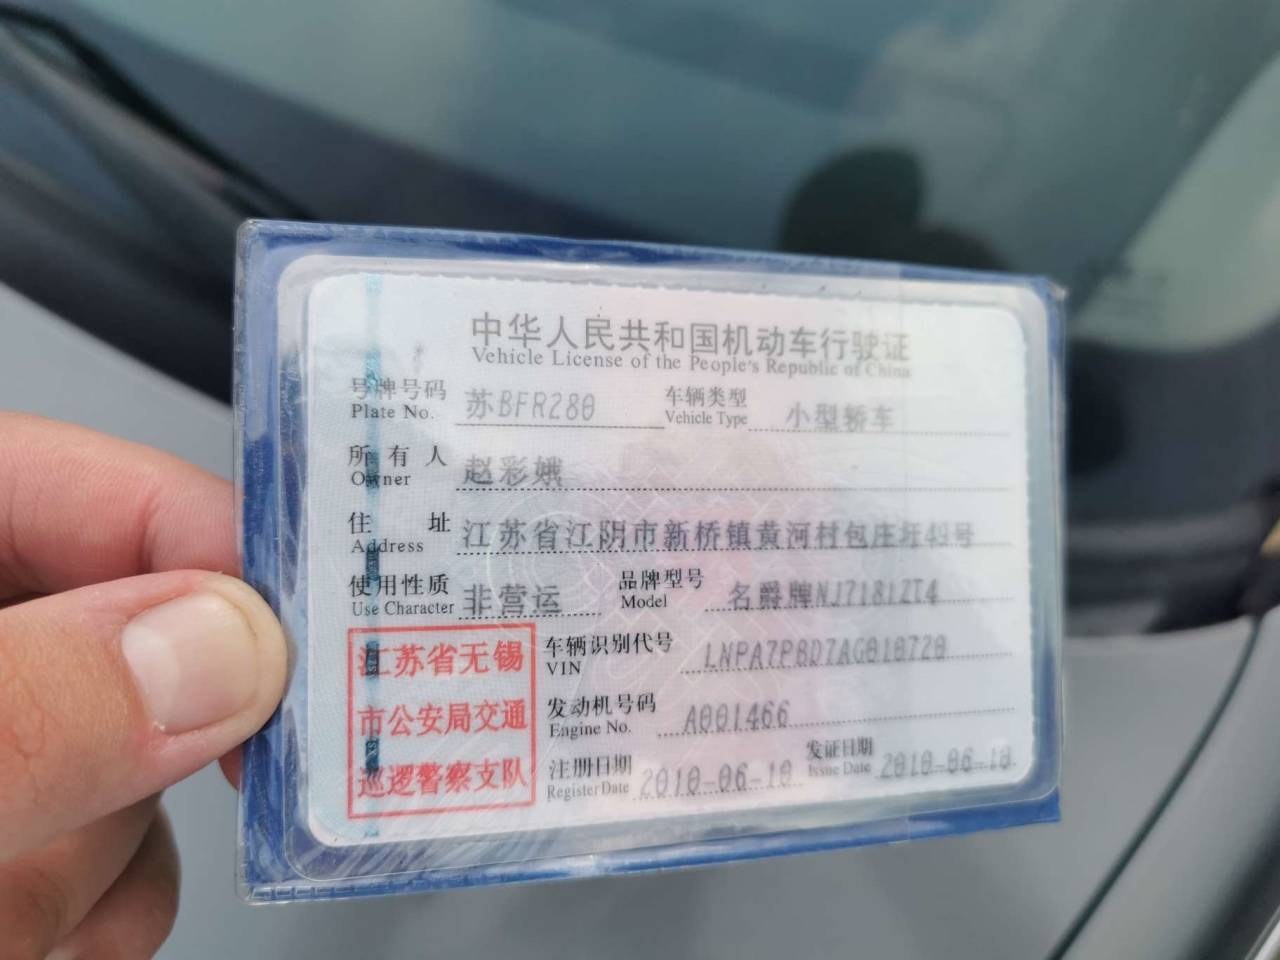 中华人民共和国机动车行驶证
Vehicle License of the People's Republic of China
号牌号码 苏BFR280 车辆类型 小型轿车
Plate No. Vehicle Type
所有人 赵彩娥
Owner
住址 江苏省江阴市新桥镇黄河村包庄圩49号
Address
使用性质 非营运 品牌型号 名爵牌NJ7181ZT4
Use Character Model
江苏省无锡 车辆识别代号 LNPA7P8D7AG010720
VIN
市公安局交通 发动机号码 A001466
Engine No.
巡逻警察支队 注册日期 2010-06-10 发证日期 2010-06-10
Register Date Issue Date